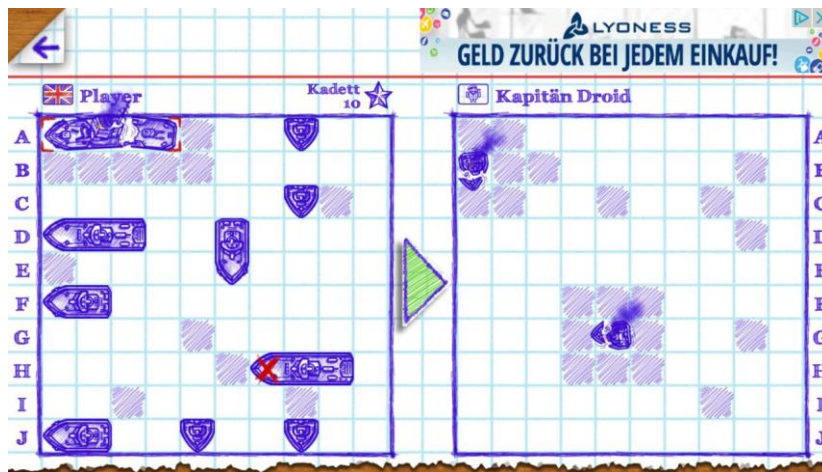 LYONESS
GELD ZURÜCK BEI JEDEM EINKAUF!
Player
Kadett
10
Kapitän Droid
A
B
C
D
E
F
G
H
I
J